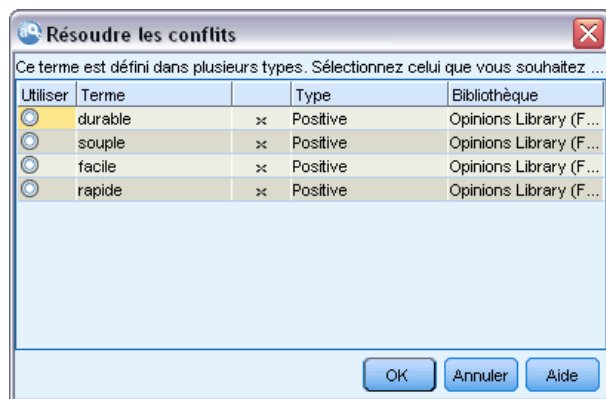 Résoudre les conflits
Ce terme est défini dans plusieurs types. Sélectionnez celui que vous souhaitez ...
Utiliser Terme Type Bibliothèque
durable Positive Opinions Library (F...
souple Positive Opinions Library (F...
facile Positive Opinions Library (F...
rapide Positive Opinions Library (F...
OK Annuler Aide